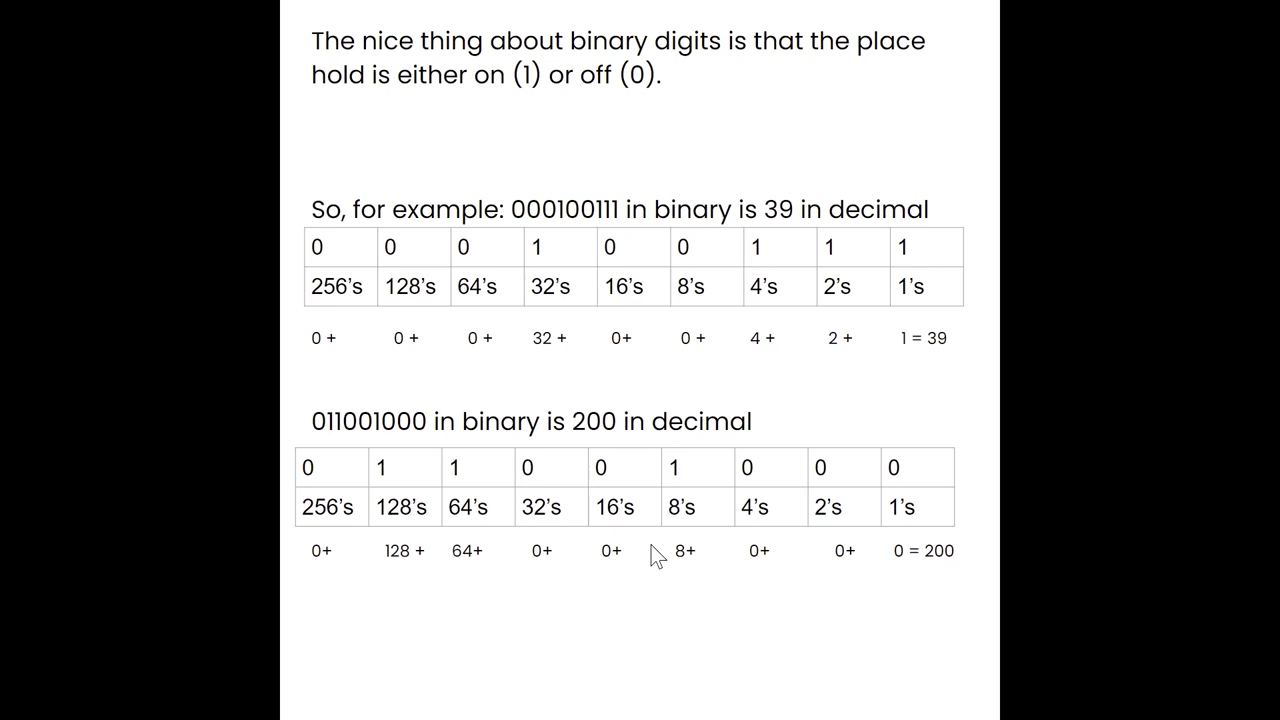 The nice thing about binary digits is that the place
hold is either on (1) or off (0).
So, for example: 000100111 in binary is 39 in decimal
0 0 0 1 0 0 1 1 1
256's 128's 64's 32's 16's 8's 4's 2's 1's
0 + 0 + 0 + 32 + 0+ 0 + 4 + 2 + 1 = 39
011001000 in binary is 200 in decimal
0 1 1 0 0 1 0 0 0
256's 128's 64's 32's 16's 8's 4's 2's 1's
0+ 128 + 64+ 0+ 0+ 8+ 0+ 0+ 0 = 200